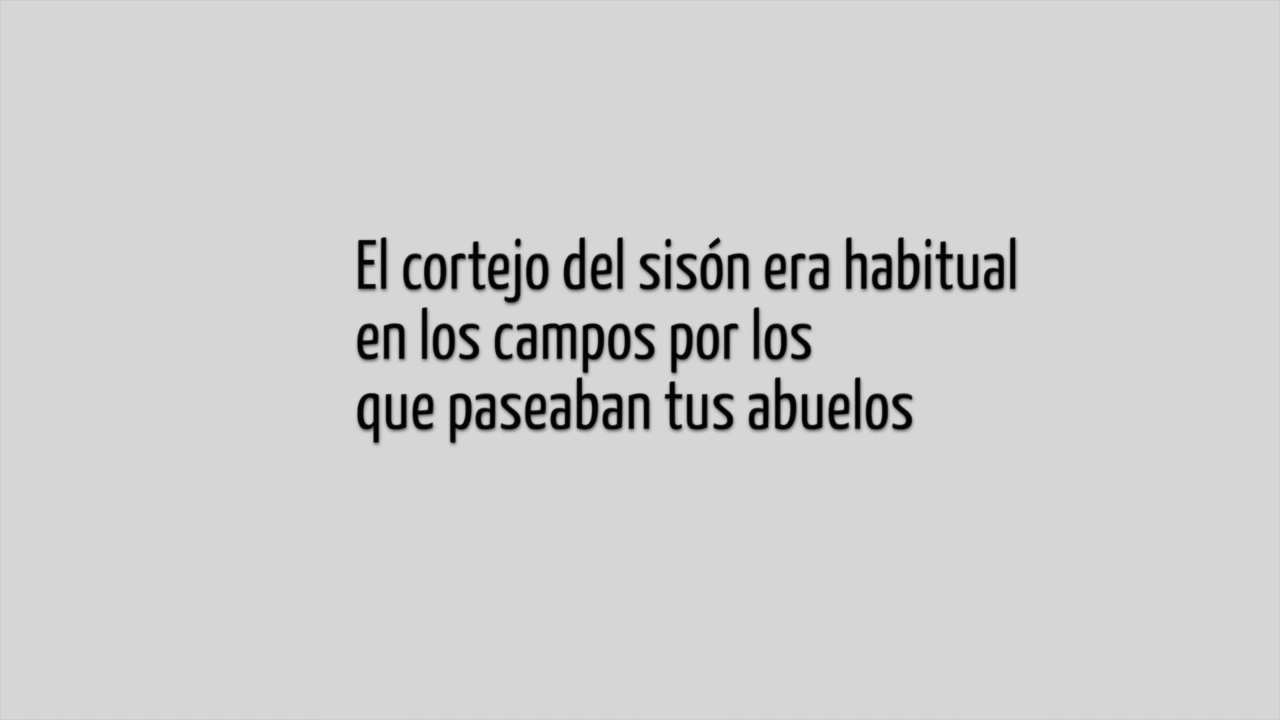 El cortejo del sisón era habitual
en los campos por los
que paseaban tus abuelos